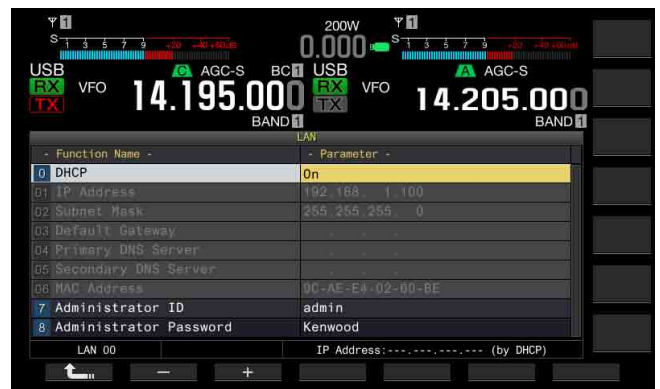 1 200W 1
S 1 3 5 7 9 +20 +40 +60dB 0.000 S 1 3 5 7 9 +20 +40 +60dB
USB C AGC-S BC 1 USB A AGC-S
RX VFO 14.195.000 RX VFO 14.205.000
TX TX
BAND 1 BAND 1
LAN
- Function Name - - Parameter -
0 DHCP On
01 IP Address 192.168. 1.100
02 Subnet Mask 255.255.255. 0
03 Default Gateway . . .
04 Primary DNS Server . . .
05 Secondary DNS Server . . .
06 MAC Address 00-AE-E4-02-00-BE
7 Administrator ID admin
8 Administrator Password Kenwood
LAN 00 IP Address:---.---.---.--- (by DHCP)
− +